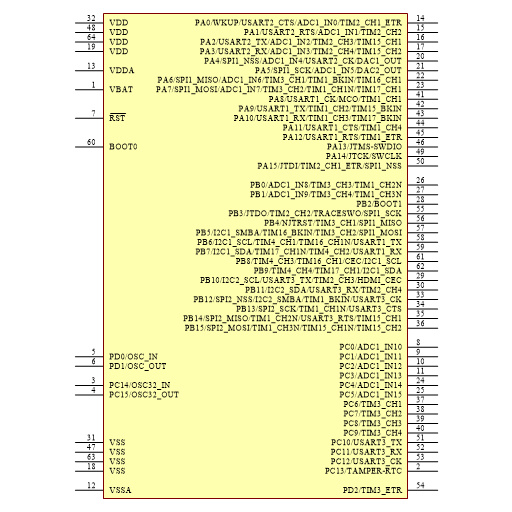 32 VDD PA0/WKUP/USART2_CTS/ADC1_IN0/TIM2_CH1_ETR 14
48 VDD PA1/USART2_RTS/ADC1_IN1/TIM2_CH2 15
64 VDD PA2/USART2_TX/ADC1_IN2/TIM2_CH3/TIM15_CH1 16
19 VDD PA3/USART2_RX/ADC1_IN3/TIM2_CH4/TIM15_CH2 17
PA4/SPI1_NSS/ADC1_IN4/USART2_CK/DAC1_OUT 20
13 VDDA PA5/SPI1_SCK/ADC1_IN5/DAC2_OUT 21
PA6/SPI1_MISO/ADC1_IN6/TIM3_CH1/TIM1_BKIN/TIM16_CH1 22
1 VBAT PA7/SPI1_MOSI/ADC1_IN7/TIM3_CH2/TIM1_CH1N/TIM17_CH1 23
PA8/USART1_CK/MCO/TIM1_CH1 41
PA9/USART1_TX/TIM1_CH2/TIM15_BKIN 42
7 RST PA10/USART1_RX/TIM1_CH3/TIM17_BKIN 43
PA11/USART1_CTS/TIM1_CH4 44
PA12/USART1_RTS/TIM1_ETR 45
60 BOOT0 PA13/JTMS-SWDIO 46
PA14/JTCK/SWCLK 49
PA15/JTDI/TIM2_CH1_ETR/SPI1_NSS 50
PB0/ADC1_IN8/TIM3_CH3/TIM1_CH2N 26
PB1/ADC1_IN9/TIM3_CH4/TIM1_CH3N 27
PB2/BOOT1 28
PB3/JTDO/TIM2_CH2/TRACESWO/SPI1_SCK 55
PB4/NJTRST/TIM3_CH1/SPI1_MISO 56
PB5/I2C1_SMBA/TIM16_BKIN/TIM3_CH2/SPI1_MOSI 57
PB6/I2C1_SCL/TIM4_CH1/TIM16_CH1N/USART1_TX 58
PB7/I2C1_SDA/TIM17_CH1N/TIM4_CH2/USART1_RX 59
PB8/TIM4_CH3/TIM16_CH1/CEC/I2C1_SCL 61
PB9/TIM4_CH4/TIM17_CH1/I2C1_SDA 62
PB10/I2C2_SCL/USART3_TX/TIM2_CH3/HDMI_CEC 29
PB11/I2C2_SDA/USART3_RX/TIM2_CH4 30
PB12/SPI2_NSS/I2C2_SMBA/TIM1_BKIN/USART3_CK 33
PB13/SPI2_SCK/TIM1_CH1N/USART3_CTS 34
PB14/SPI2_MISO/TIM1_CH2N/USART3_RTS/TIM15_CH1 35
PB15/SPI2_MOSI/TIM1_CH3N/TIM15_CH1N/TIM15_CH2 36
PC0/ADC1_IN10 8
5 PD0/OSC_IN PC1/ADC1_IN11 9
6 PD1/OSC_OUT PC2/ADC1_IN12 10
PC3/ADC1_IN13 11
3 PC14/OSC32_IN PC4/ADC1_IN14 24
4 PC15/OSC32_OUT PC5/ADC1_IN15 25
PC6/TIM3_CH1 37
PC7/TIM3_CH2 38
PC8/TIM3_CH3 39
PC9/TIM3_CH4 40
31 VSS PC10/USART3_TX 51
47 VSS PC11/USART3_RX 52
63 VSS PC12/USART3_CK 53
18 VSS PC13/TAMPER-RTC 2
12 VSSA PD2/TIM3_ETR 54